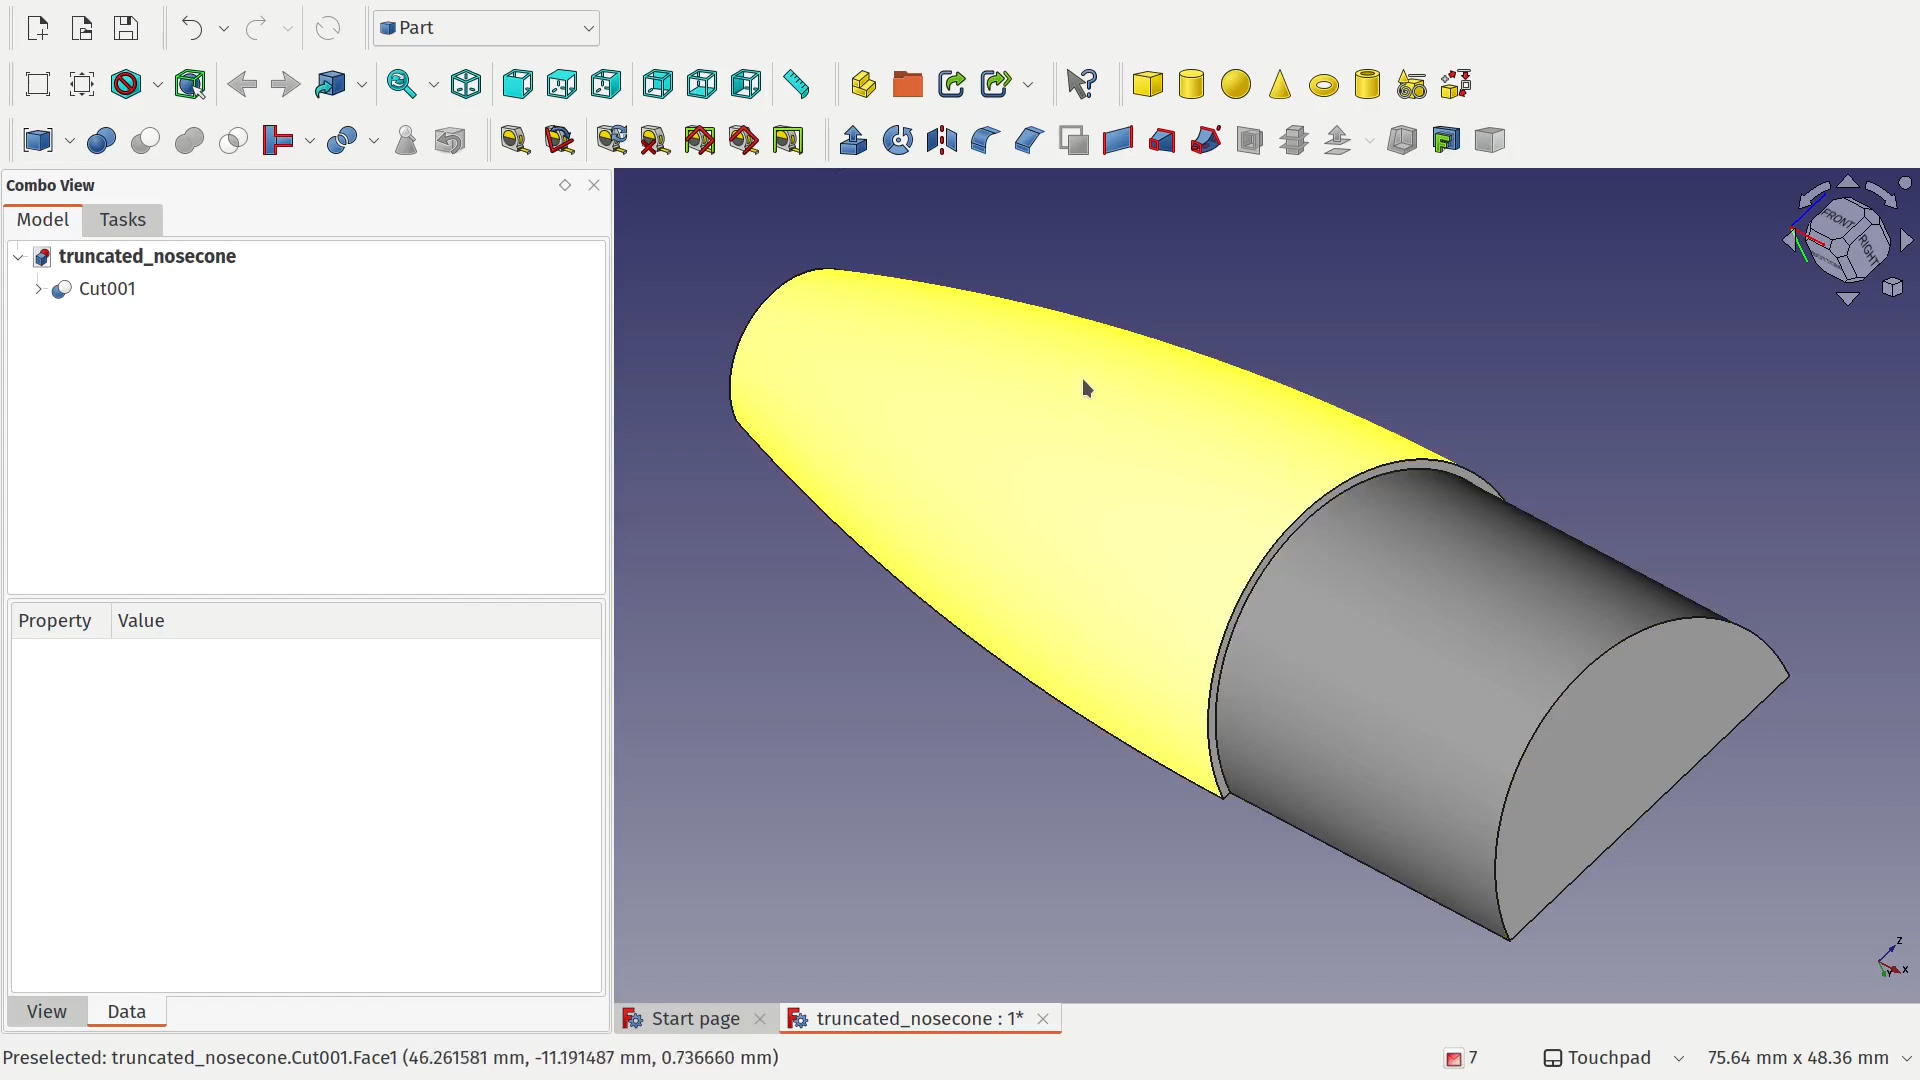 Part
Combo View
Model
Tasks
truncated_nosecone
Cut001
Property
Value
View
Data
FRONT
RIGHT
Z
X
Y
Start page
truncated_nosecone : 1*
Preselected: truncated_nosecone.Cut001.Face1 (46.261581 mm, -11.191487 mm, 0.736660 mm)
7
Touchpad
75.64 mm x 48.36 mm